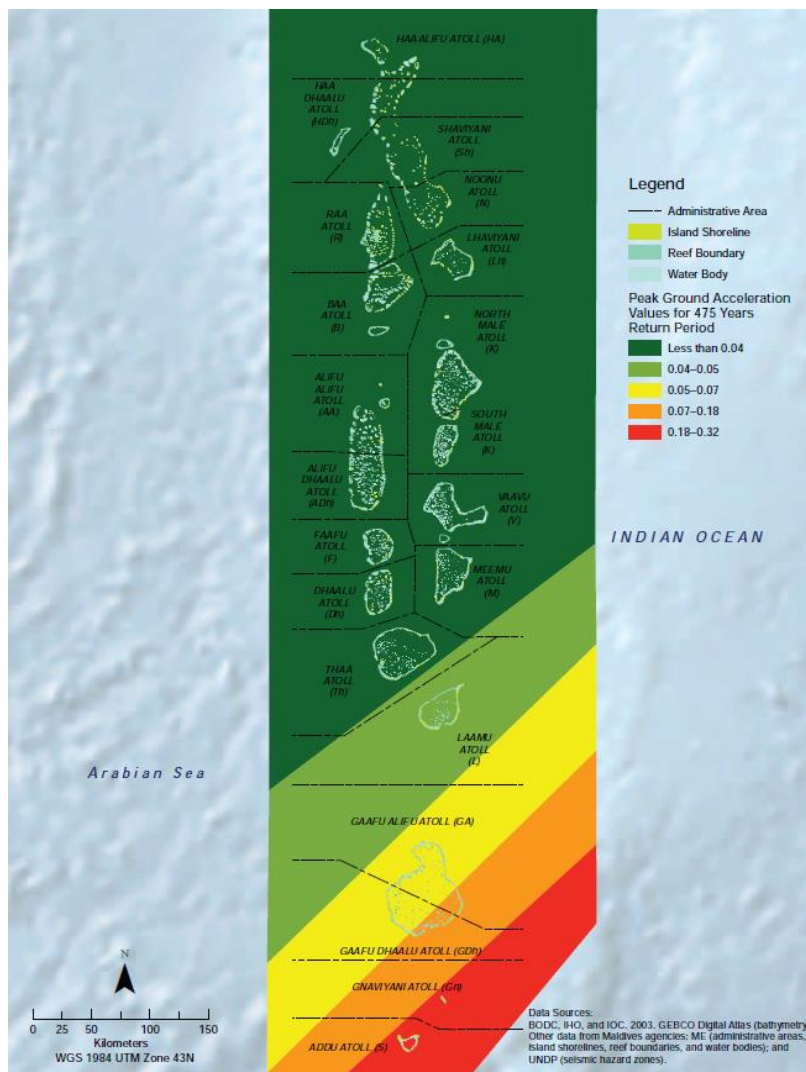 HAA ALIFU ATOLL (HA)
HAA
DHAALU
ATOLL
(HDh)
SHAVIYANI
ATOLL
(Sh)
NOONU
ATOLL
(N)
RAA
ATOLL
(R)
LHAVIYANI
ATOLL
(Lh)
BAA
ATOLL
(B)
NORTH
MALE
ATOLL
(K)
ALIFU
ALIFU
ATOLL
(AA)
SOUTH
MALE
ATOLL
(K)
ALIFU
DHAALU
ATOLL
(ADh)
VAAVU
ATOLL
(V)
FAAFU
ATOLL
(F)
MEEMU
ATOLL
(M)
DHAALU
ATOLL
(Dh)
THAA
ATOLL
(Th)
LAAMU
ATOLL
(L)
GAAFU ALIFU ATOLL (GA)
GAAFU DHAALU ATOLL (GDh)
GNAVIYANI ATOLL (Gn)
ADDU ATOLL (S)
Arabian Sea
INDIAN OCEAN
Legend
Administrative Area
Island Shoreline
Reef Boundary
Water Body
Peak Ground Acceleration
Values for 475 Years
Return Period
Less than 0.04
0.04–0.05
0.05–0.07
0.07–0.18
0.18–0.32
N
0 25 50 100 150
Kilometers
WGS 1984 UTM Zone 43N
Data Sources:
BODC, IHO, and IOC. 2003. GEBCO Digital Atlas (bathymetry
Other data from Maldives agencies: ME (administrative areas,
island shorelines, reef boundaries, and water bodies); and
UNDP (seismic hazard zones).